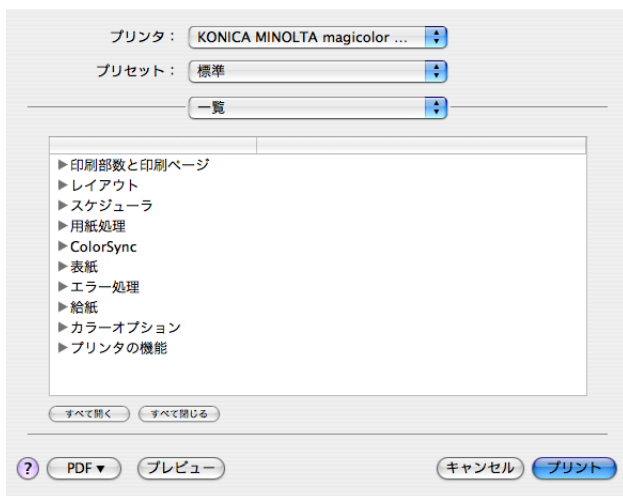 プリンタ： KONICA MINOLTA magicolor ...
プリセット： 標準
一覧
▶印刷部数と印刷ページ
▶レイアウト
▶スケジューラ
▶用紙処理
▶ColorSync
▶表紙
▶エラー処理
▶給紙
▶カラーオプション
▶プリンタの機能
すべて開く すべて閉じる
? PDF▼ プレビュー キャンセル プリント